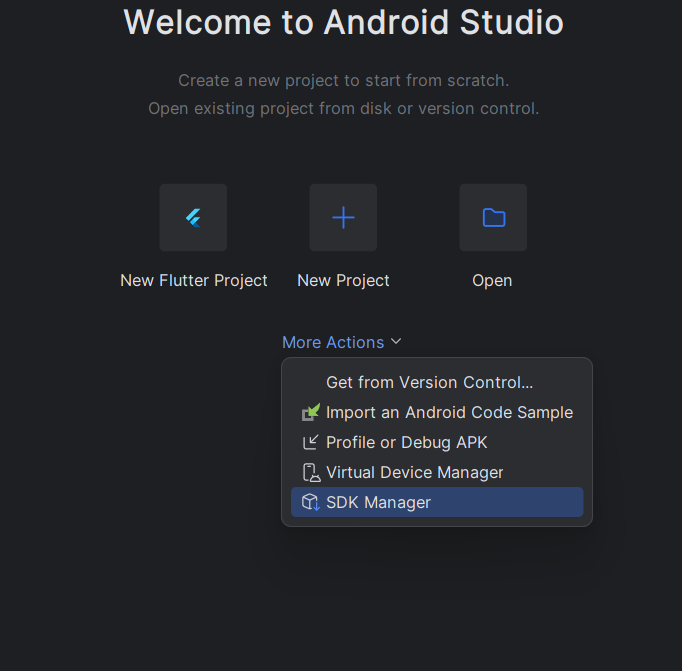 Welcome to Android Studio
Create a new project to start from scratch.
Open existing project from disk or version control.
New Flutter Project
New Project
Open
More Actions
Get from Version Control...
Import an Android Code Sample
Profile or Debug APK
Virtual Device Manager
SDK Manager